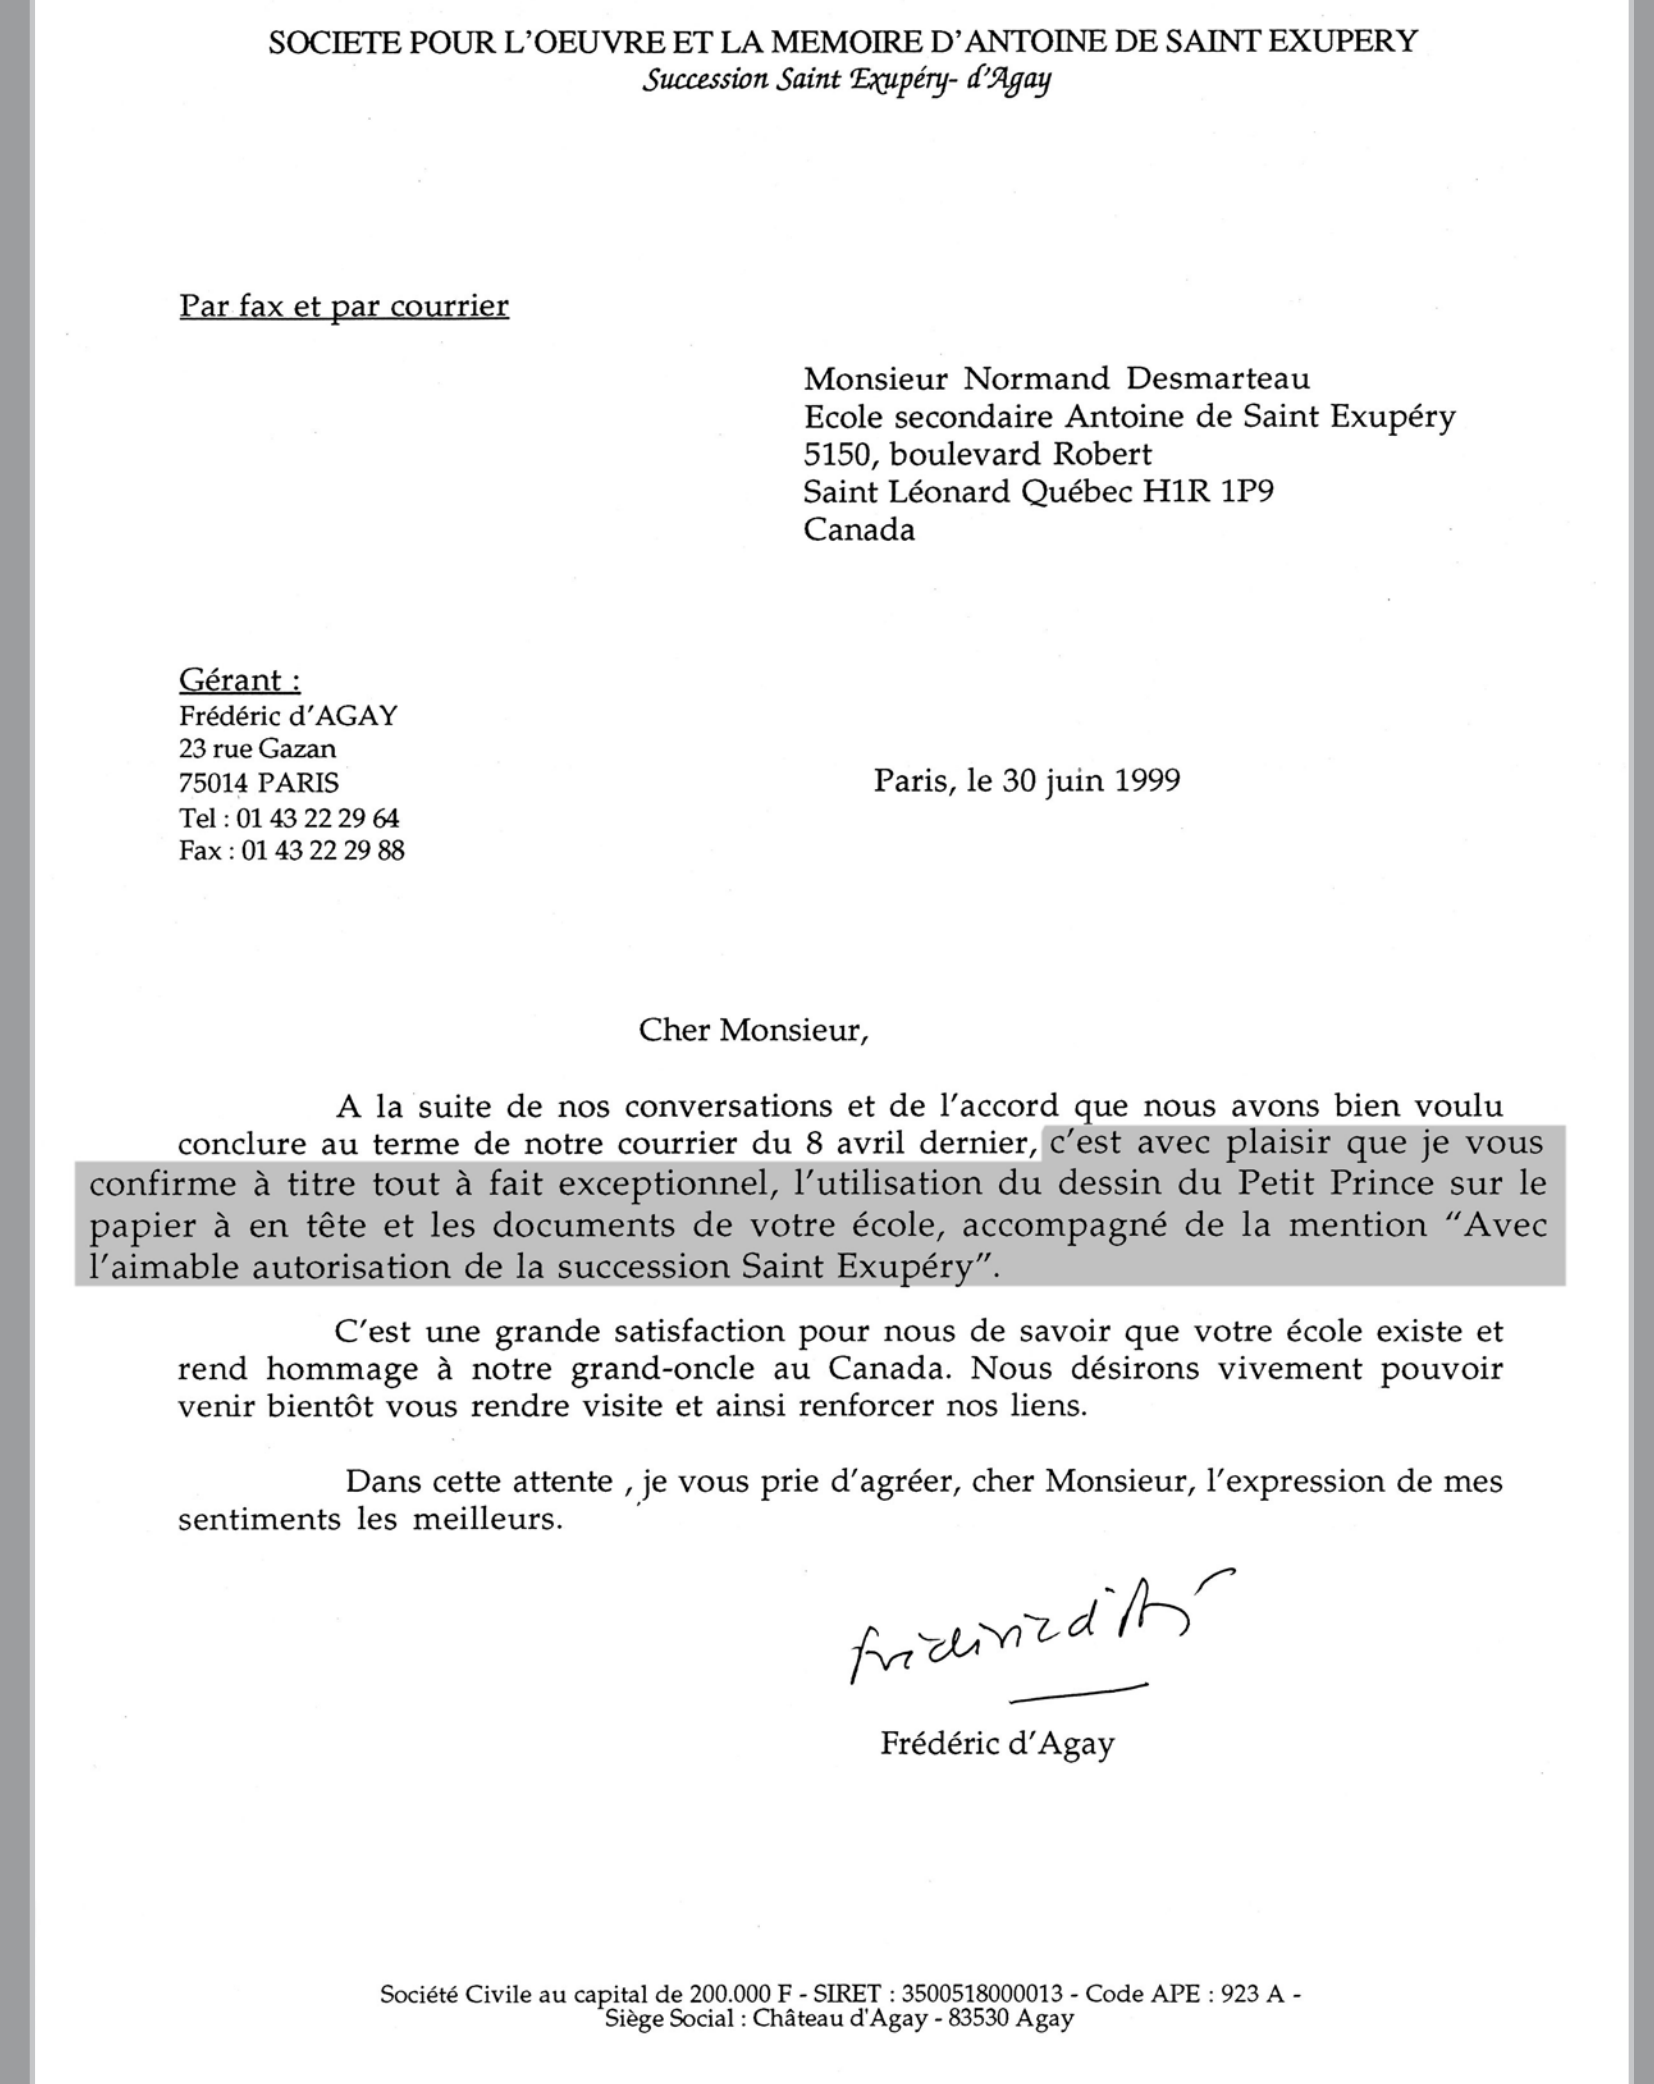 SOCIETE POUR L'OEUVRE ET LA MEMOIRE D'ANTOINE DE SAINT EXUPERY
Succession Saint Exupéry- d'Agay
Par fax et par courrier
Monsieur Normand Desmarteau
Ecole secondaire Antoine de Saint Exupéry
5150, boulevard Robert
Saint Léonard Québec H1R 1P9
Canada
Gérant :
Frédéric d'AGAY
23 rue Gazan
75014 PARIS
Tel : 01 43 22 29 64
Fax : 01 43 22 29 88
Paris, le 30 juin 1999
Cher Monsieur,
A la suite de nos conversations et de l'accord que nous avons bien voulu
conclure au terme de notre courrier du 8 avril dernier, c'est avec plaisir que je vous
confirme à titre tout à fait exceptionnel, l'utilisation du dessin du Petit Prince sur le
papier à en tête et les documents de votre école, accompagné de la mention "Avec
l'aimable autorisation de la succession Saint Exupéry".
C'est une grande satisfaction pour nous de savoir que votre école existe et
rend hommage à notre grand-oncle au Canada. Nous désirons vivement pouvoir
venir bientôt vous rendre visite et ainsi renforcer nos liens.
Dans cette attente , je vous prie d'agréer, cher Monsieur, l'expression de mes
sentiments les meilleurs.
Frédéric d'Agay
Société Civile au capital de 200.000 F - SIRET : 3500518000013 - Code APE : 923 A -
Siège Social : Château d'Agay - 83530 Agay